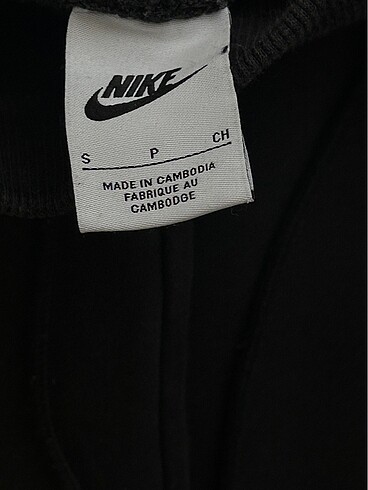 NIKE
S P CH
MADE IN CAMBODIA
FABRIQUE AU
CAMBODGE